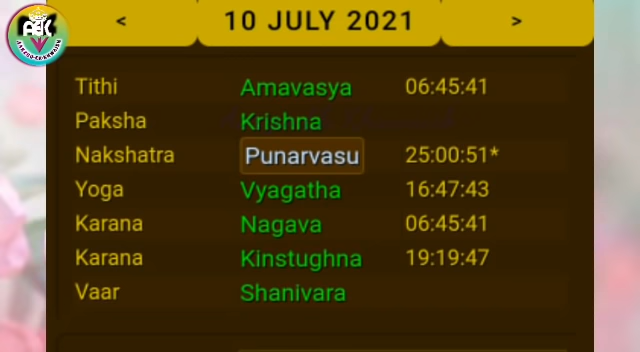 < 10 JULY 2021 >
AEK
Tithi Amavasya 06:45:41
Paksha Krishna
Nakshatra Punarvasu 25:00:51*
Yoga Vyagatha 16:47:43
Karana Nagava 06:45:41
Karana Kinstughna 19:19:47
Vaar Shanivara